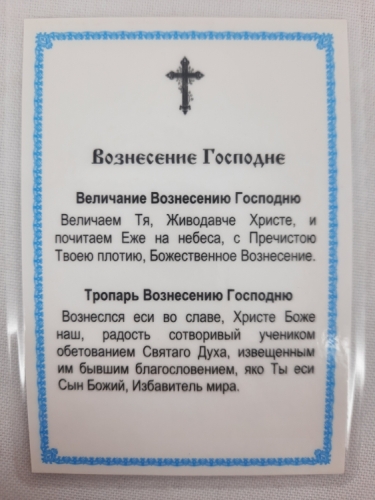 Вознесение Господне
Величание Вознесению Господню
Величаем Тя, Живодавче Христе, и
почитаем Еже на небеса, с Пречистою
Твоею плотию, Божественное Вознесение.
Тропарь Вознесению Господню
Вознеслся еси во славе, Христе Боже
наш, радость сотворивый учеником
обетованием Святаго Духа, извещенным
им бывшим благословением, яко Ты еси
Сын Божий, Избавитель мира.